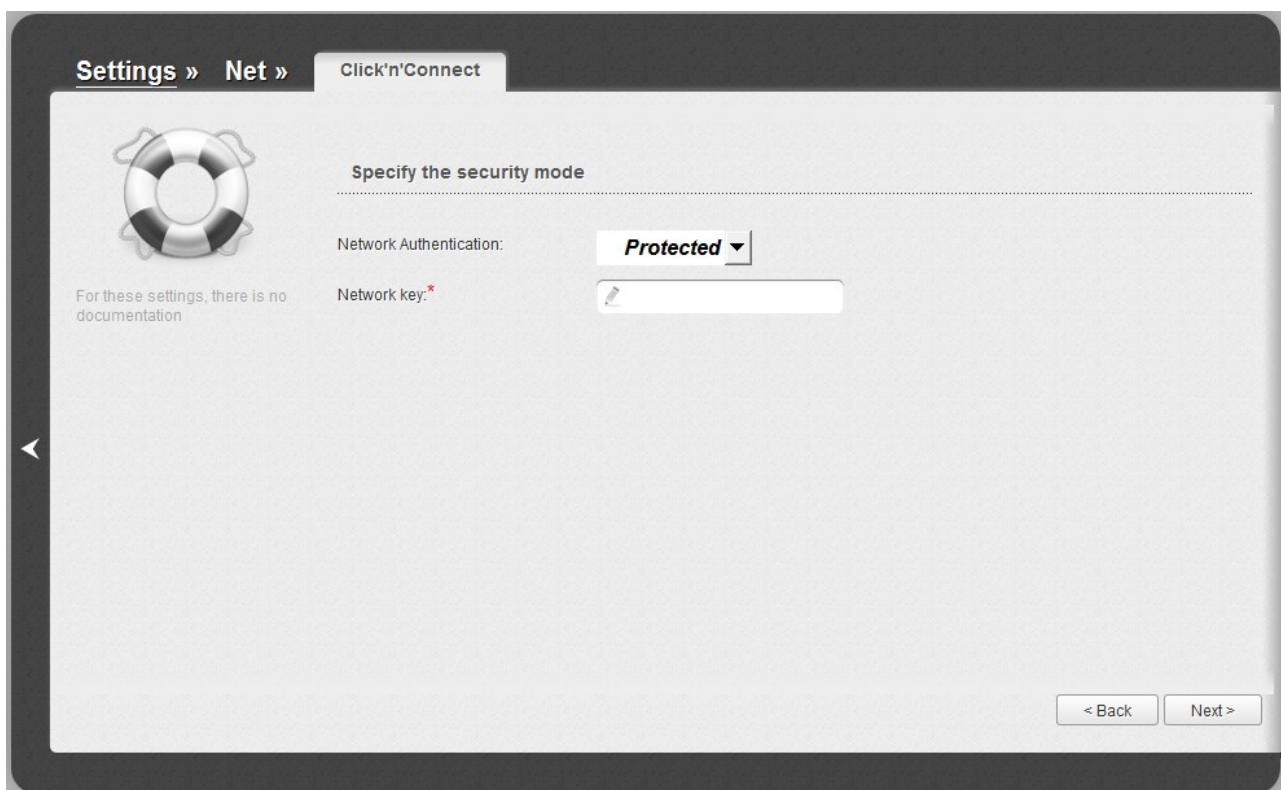 Settings » Net » Click'n'Connect
Specify the security mode
Network Authentication: Protected
Network key:*
For these settings, there is no
documentation
< Back Next >